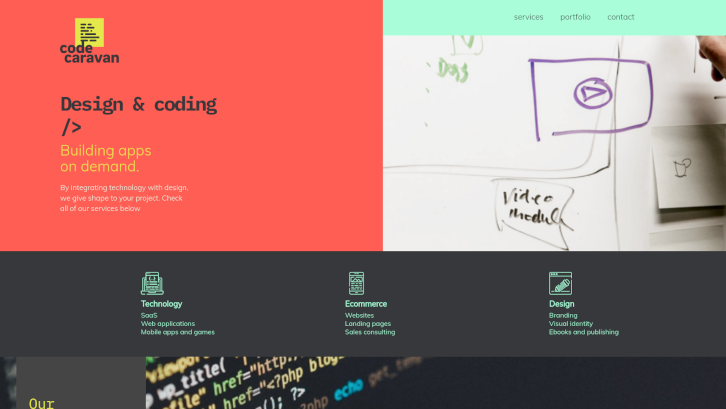 services portfolio contact
code
caravan
Design & coding
/>
Building apps
on demand.
By integrating technology with design,
we give shape to your project. Check
all of our services below
Days
Video
Module
Technology
SaaS
Web applications
Mobile apps and games
Ecommerce
Websites
Landing pages
Sales consulting
Design
Branding
Visual identity
Ebooks and publishing
Our
wp_title(
href="<?php blog
file" href="http:
(); ?>
php echo get_tem